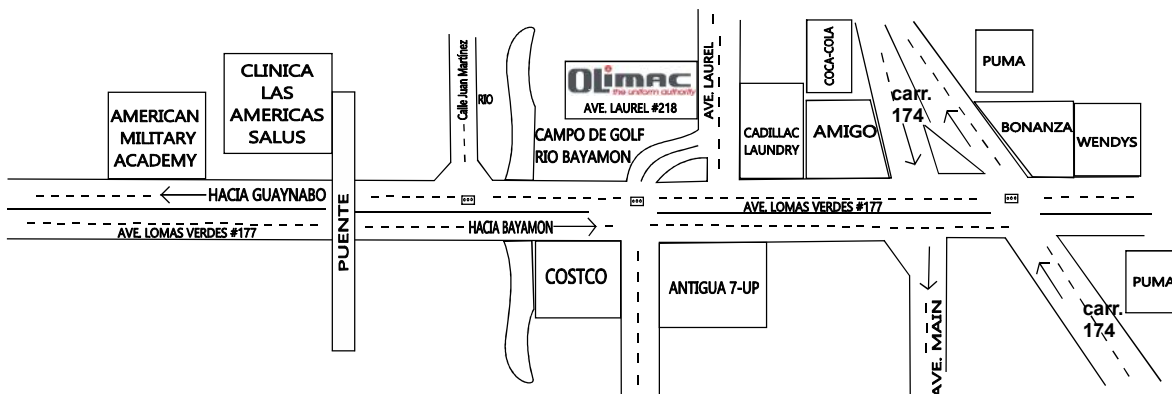 AMERICAN
MILITARY
ACADEMY
CLINICA
LAS
AMERICAS
SALUS
PUENTE
Calle Juan Martínez
RIO
OLimac
the uniform authority
AVE. LAUREL #218
CAMPO DE GOLF
RIO BAYAMON
AVE. LAUREL
CADILLAC
LAUNDRY
COCA-COLA
AMIGO
carr.
174
PUMA
BONANZA
WENDYS
HACIA GUAYNABO
AVE. LOMAS VERDES #177
HACIA BAYAMON
AVE. LOMAS VERDES #177
COSTCO
ANTIGUA 7-UP
AVE. MAIN
carr.
174
PUMA